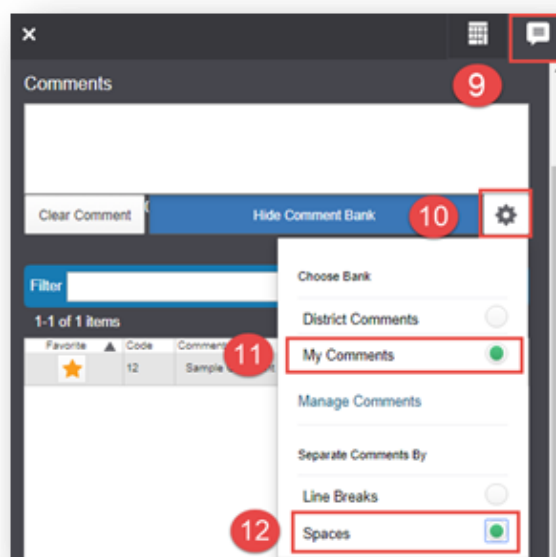 9
Comments
Clear Comment
Hide Comment Bank
10
Filter
Choose Bank
1-1 of 1 items
District Comments
Favorite Code
11
My Comments
12 Sample
Manage Comments
Separate Comments By
Line Breaks
12
Spaces